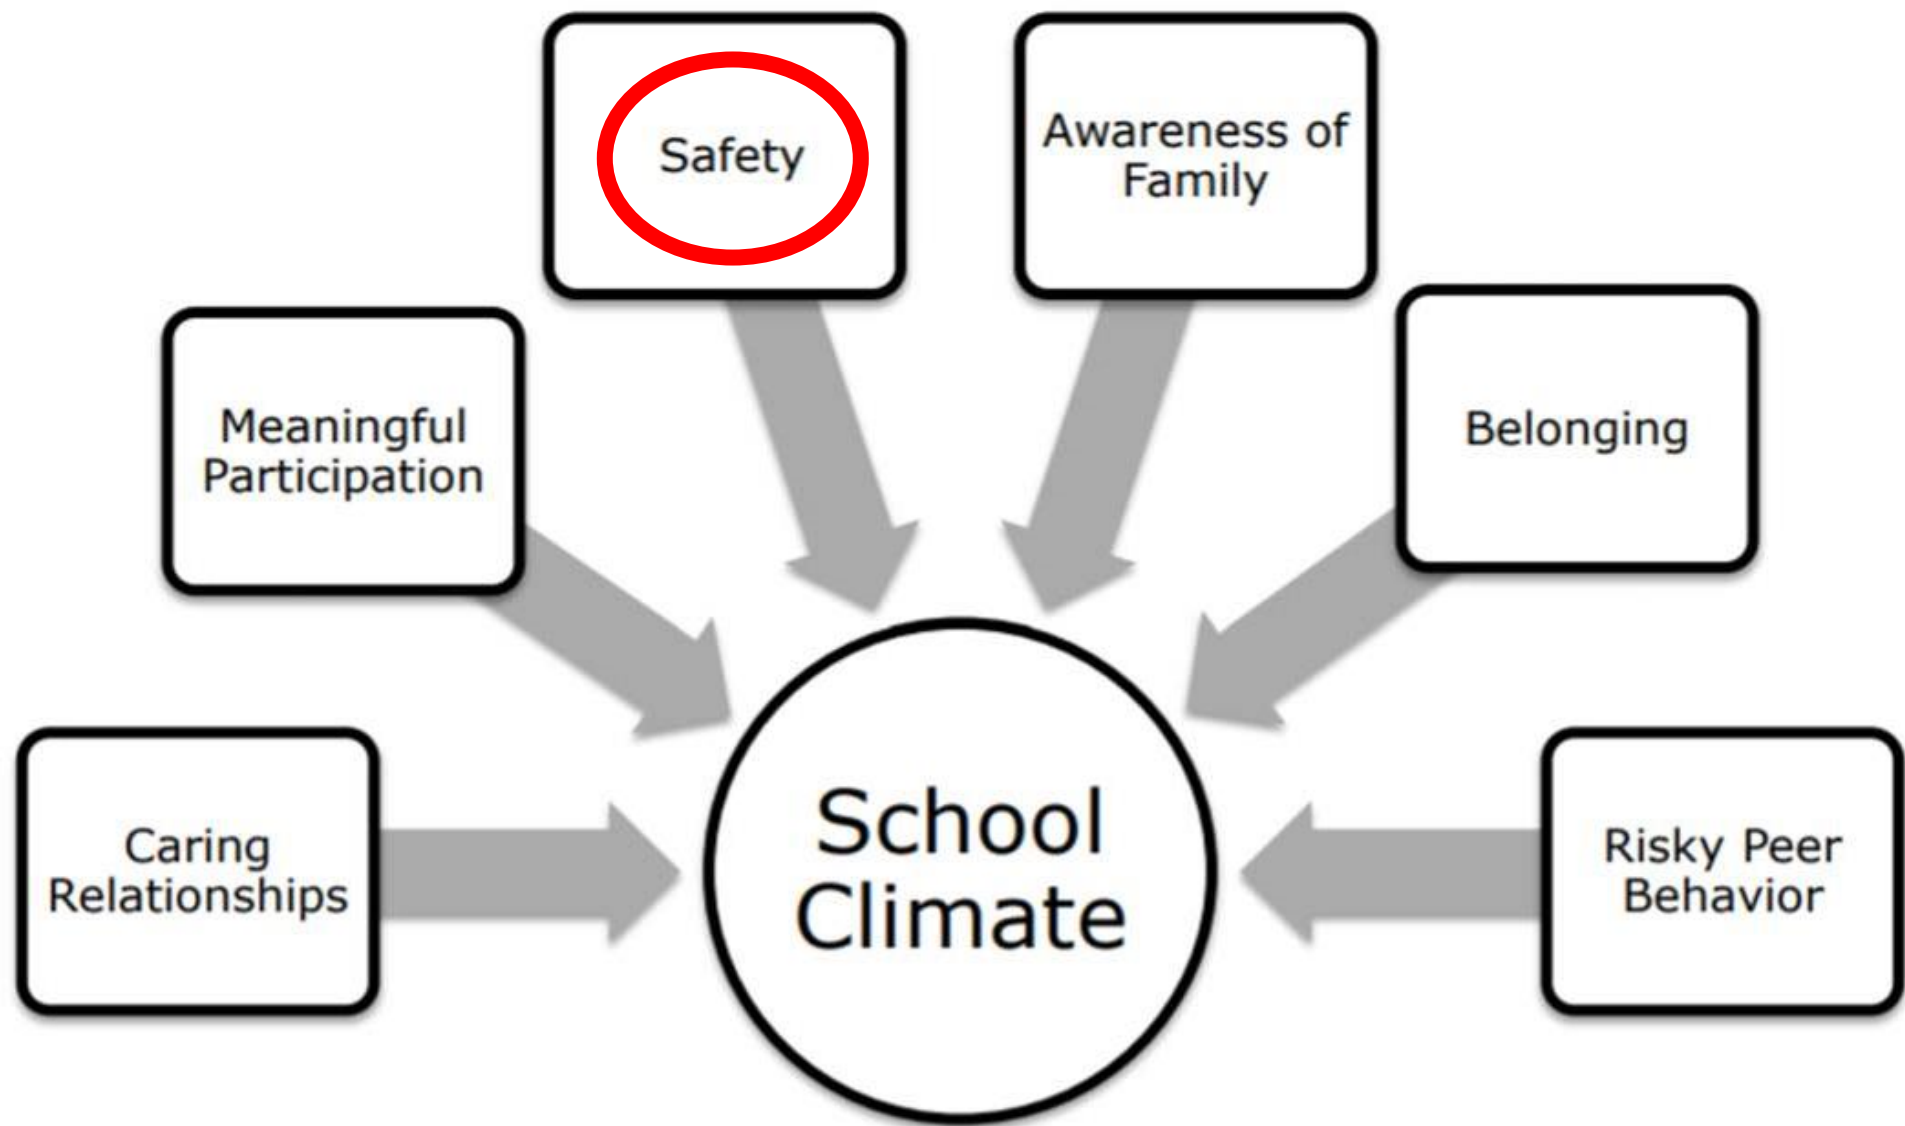 Safety
Awareness of
Family
Meaningful
Participation
Belonging
Caring
Relationships
School
Climate
Risky Peer
Behavior